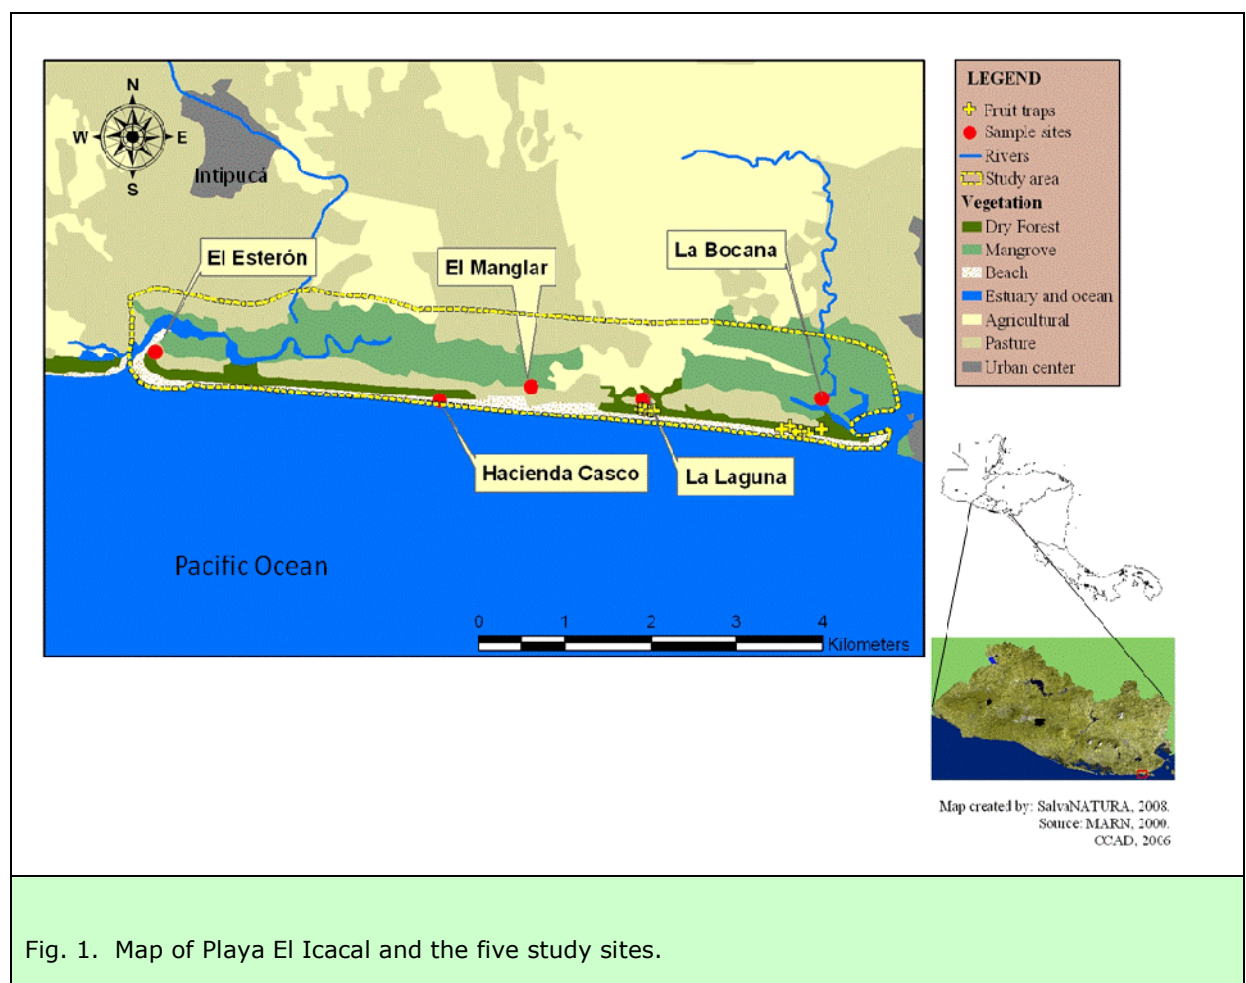 N
W E
S
Intipucá
El Esterón
El Manglar
La Bocana
Hacienda Casco
La Laguna
Pacific Ocean
0 1 2 3 4
Kilometers
LEGEND
Fruit traps
Sample sites
Rivers
Study area
Vegetation
Dry Forest
Mangrove
Beach
Estuary and ocean
Agricultural
Pasture
Urban center
Map created by: SalvaNATURA, 2008.
Source: MARN, 2000.
CCAD, 2006
Fig. 1. Map of Playa El Icacal and the five study sites.